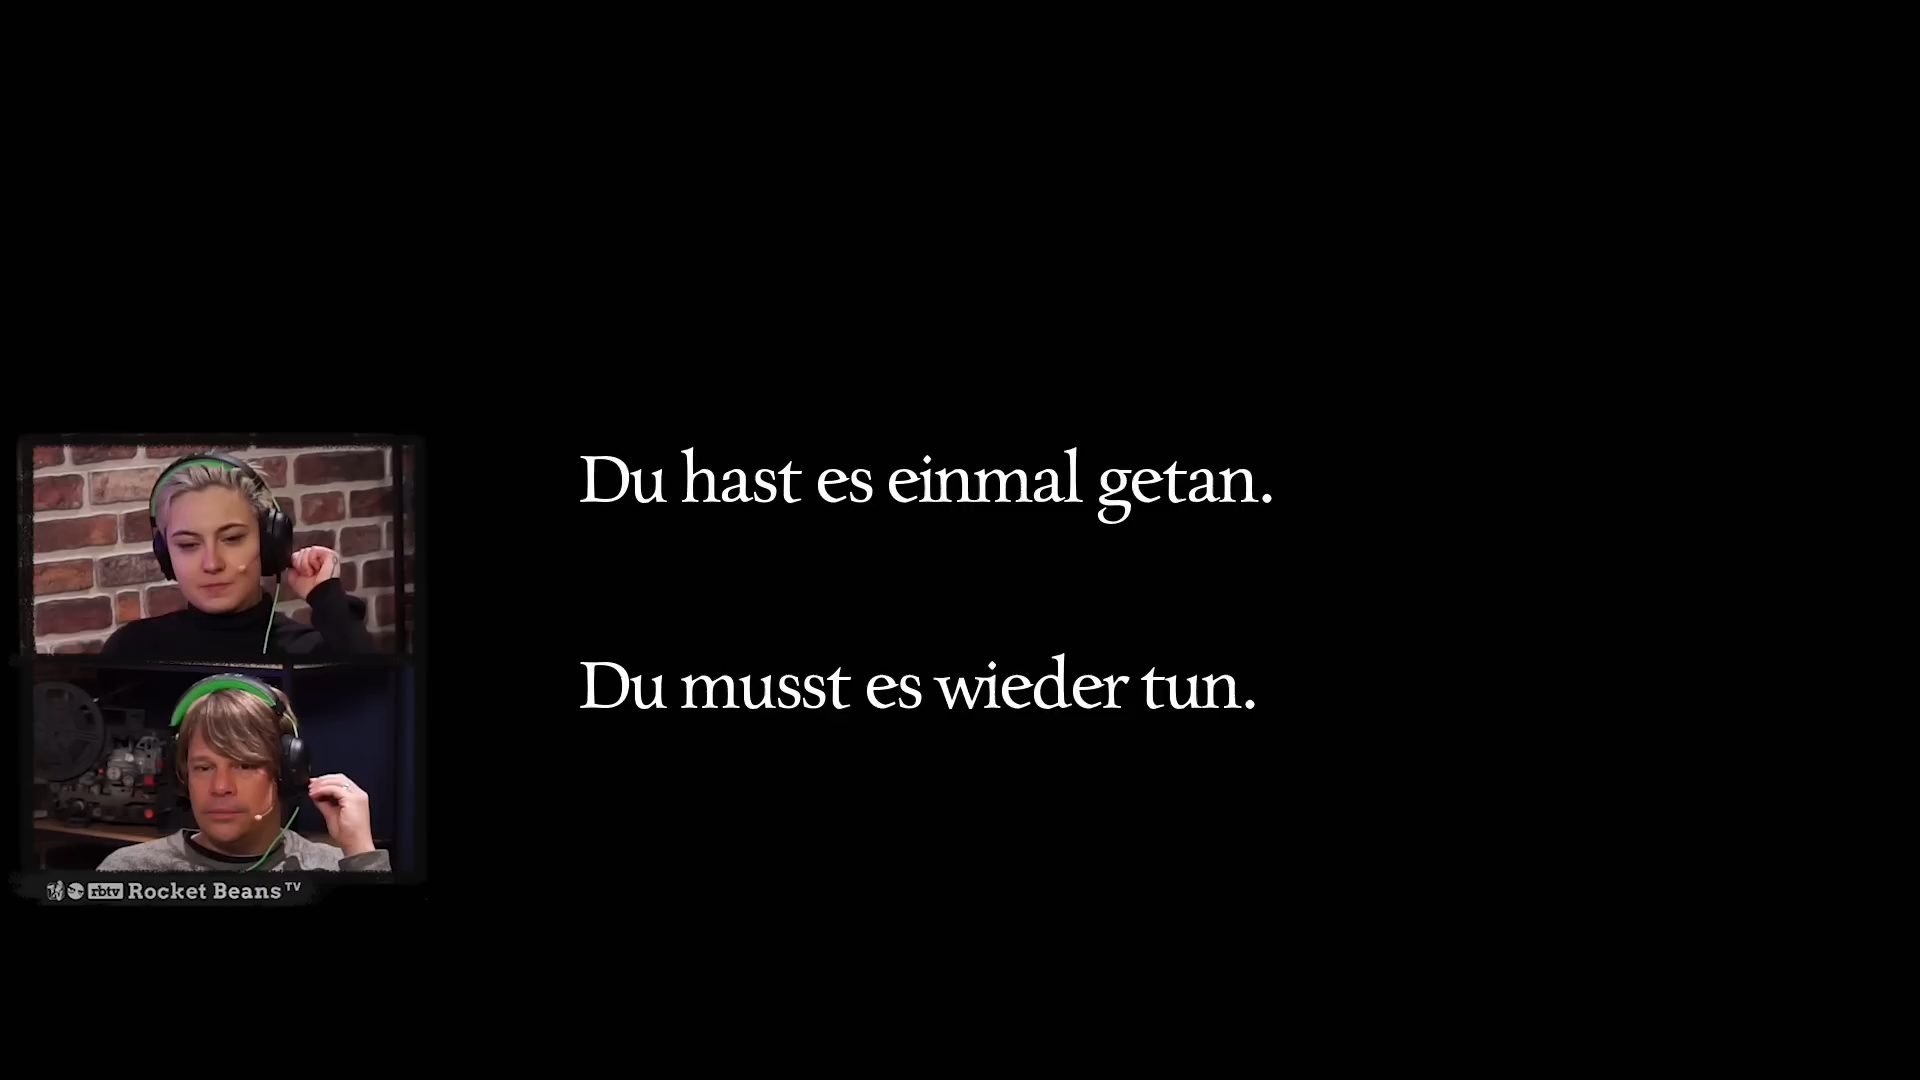 Du hast es einmal getan.
Du musst es wieder tun.
rbtv Rocket Beans TV